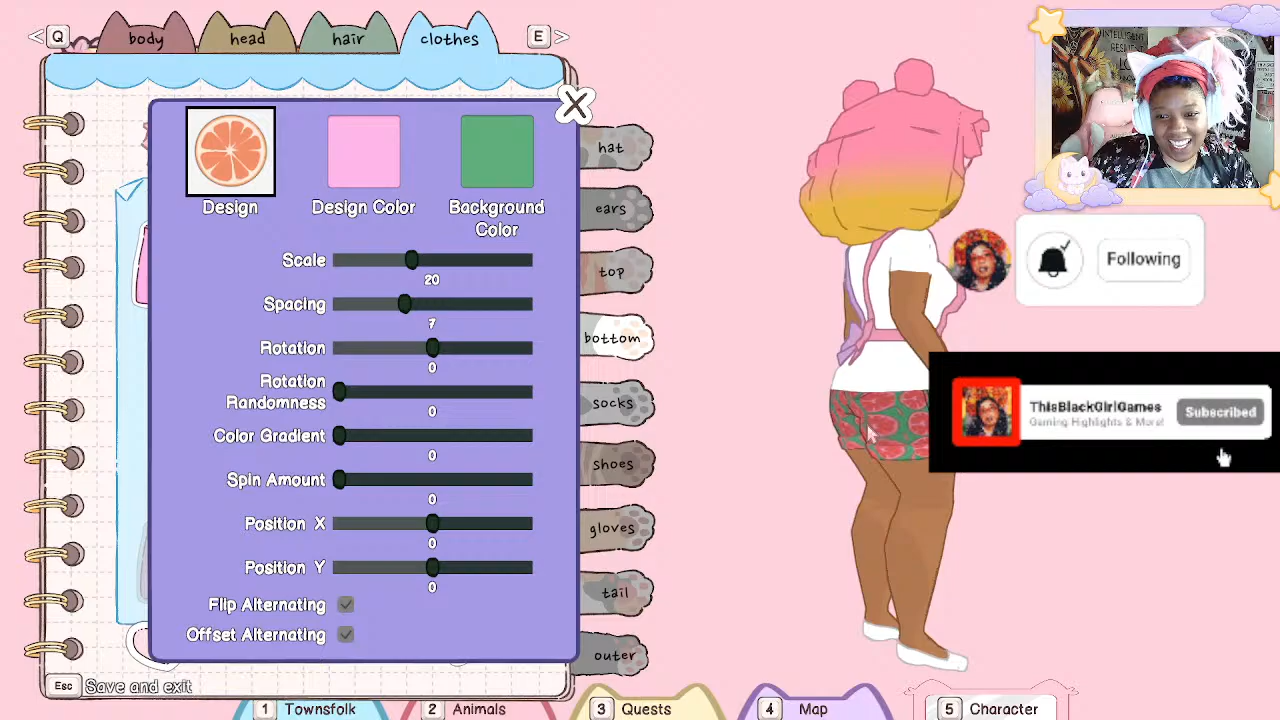 Q
body
head
hair
clothes
E
Design
Design Color
Background
Color
Scale
20
Spacing
7
Rotation
0
Rotation
Randomness
0
Color Gradient
0
Spin Amount
0
Position X
0
Position Y
0
Flip Alternating
Offset Alternating
hat
ears
top
bottom
socks
shoes
gloves
tail
outer
INTELLIGENT
RESILIENT
Following
ThisBlackGirlGames
Gaming Highlights & More!
Subscribed
Esc Save and exit
1 Townsfolk
2 Animals
3 Quests
4 Map
5 Character